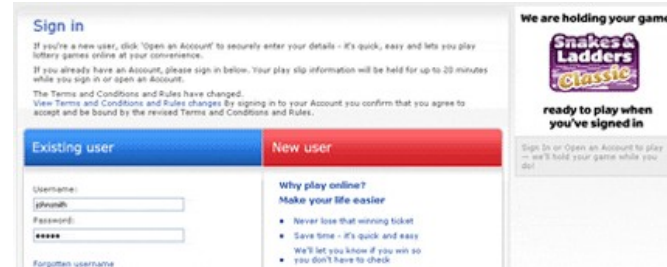 Sign in
If you're a new user, click 'Open an Account' to securely enter your details - it's quick, easy and lets you play
lottery games online at your convenience.
If you already have an Account, please sign in below. Your play slip information will be held for up to 20 minutes
while you sign in or open an account.
The Terms and Conditions and Rules have changed.
View Terms and Conditions and Rules changes By signing in to your Account you confirm that you agree to
accept and be bound by the revised Terms and Conditions and Rules.
Existing user
Username:
johnsmith
Password:
Forgotten username
New user
Why play online?
Make your life easier
Never lose that winning ticket
Save time - it's quick and easy
We'll let you know if you win so
you don't have to check
We are holding your game
Snakes &
Ladders
Classic
ready to play when
you've signed in
Sign In or Open an Account to play
— we'll hold your game while you
do!